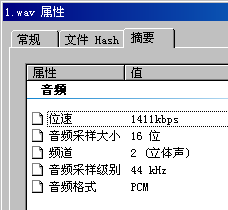 1.wav 属性
常规 文件 Hash 摘要
属性 值
音频
位速 1411kbps
音频采样大小 16 位
频道 2 (立体声)
音频采样级别 44 kHz
音频格式 PCM